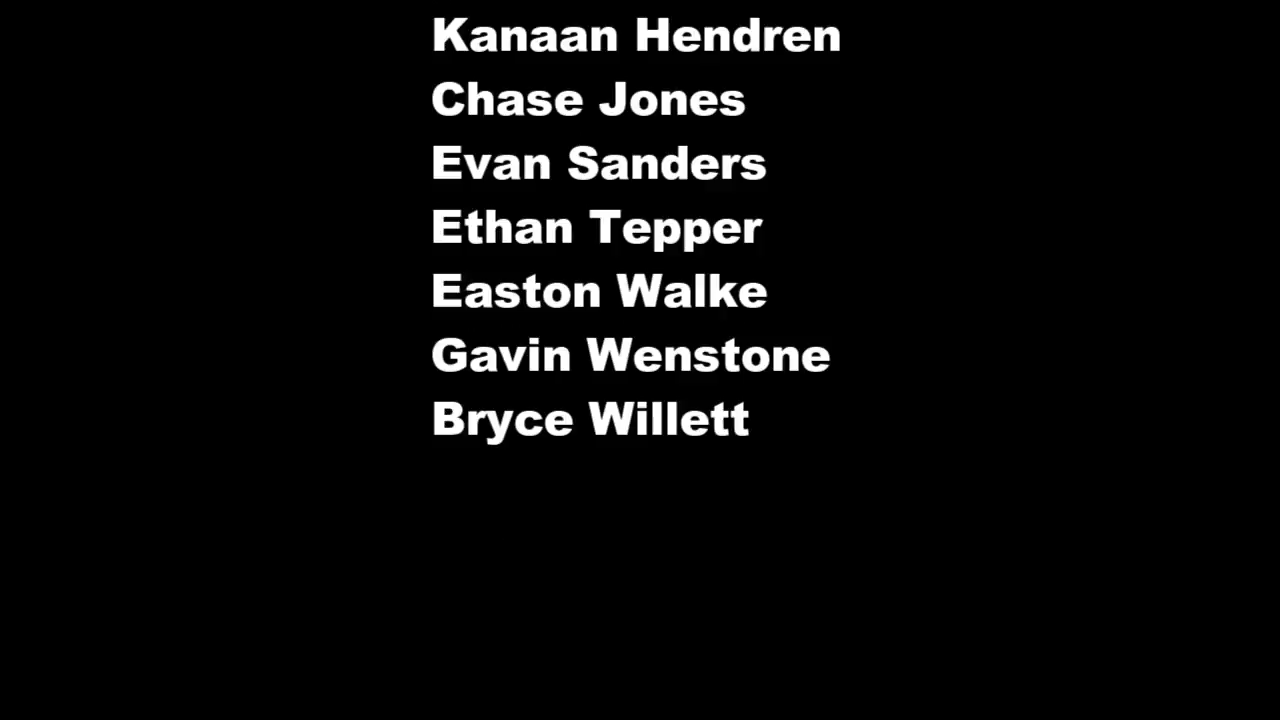 Kanaan Hendren
Chase Jones
Evan Sanders
Ethan Tepper
Easton Walke
Gavin Wenstone
Bryce Willett